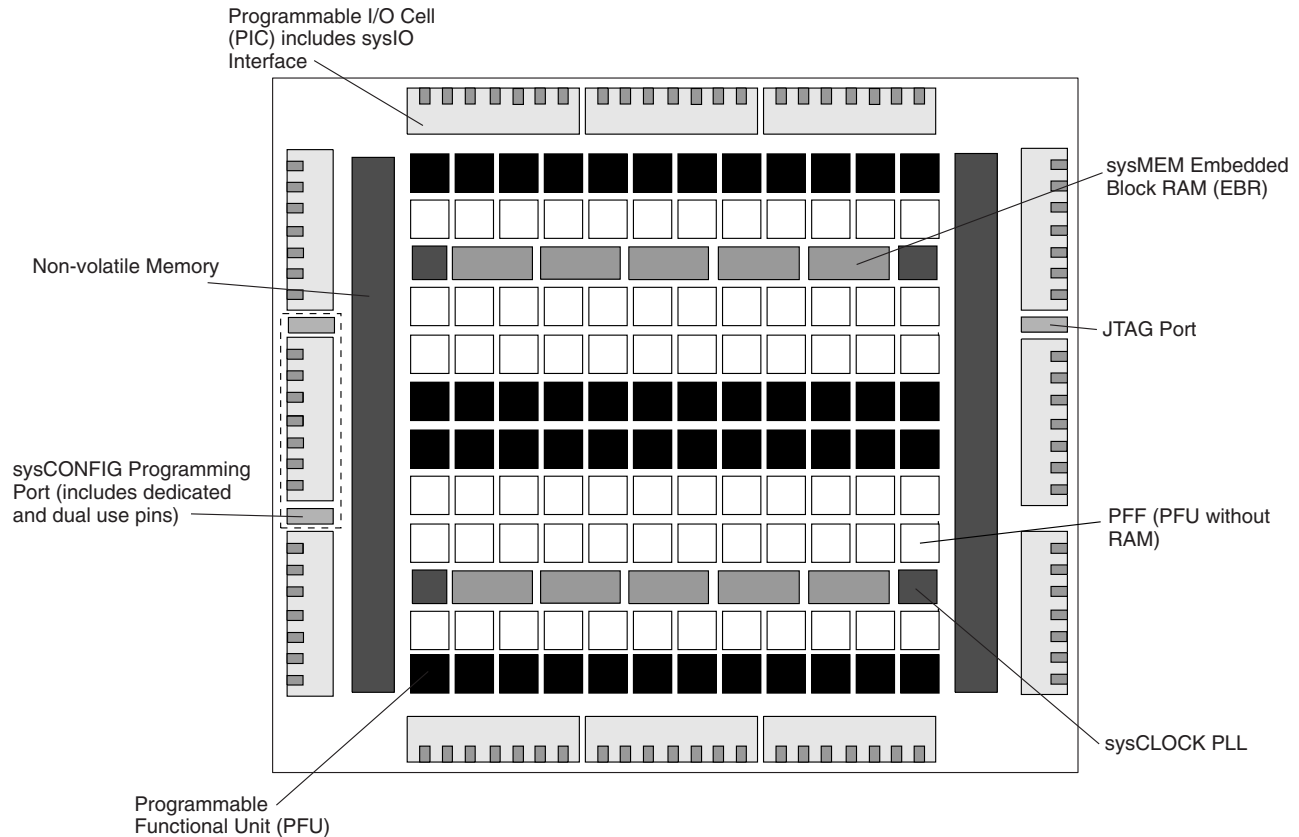 Programmable I/O Cell
(PIC) includes sysIO
Interface
sysMEM Embedded
Block RAM (EBR)
Non-volatile Memory
JTAG Port
sysCONFIG Programming
Port (includes dedicated
and dual use pins)
PFF (PFU without
RAM)
sysCLOCK PLL
Programmable
Functional Unit (PFU)